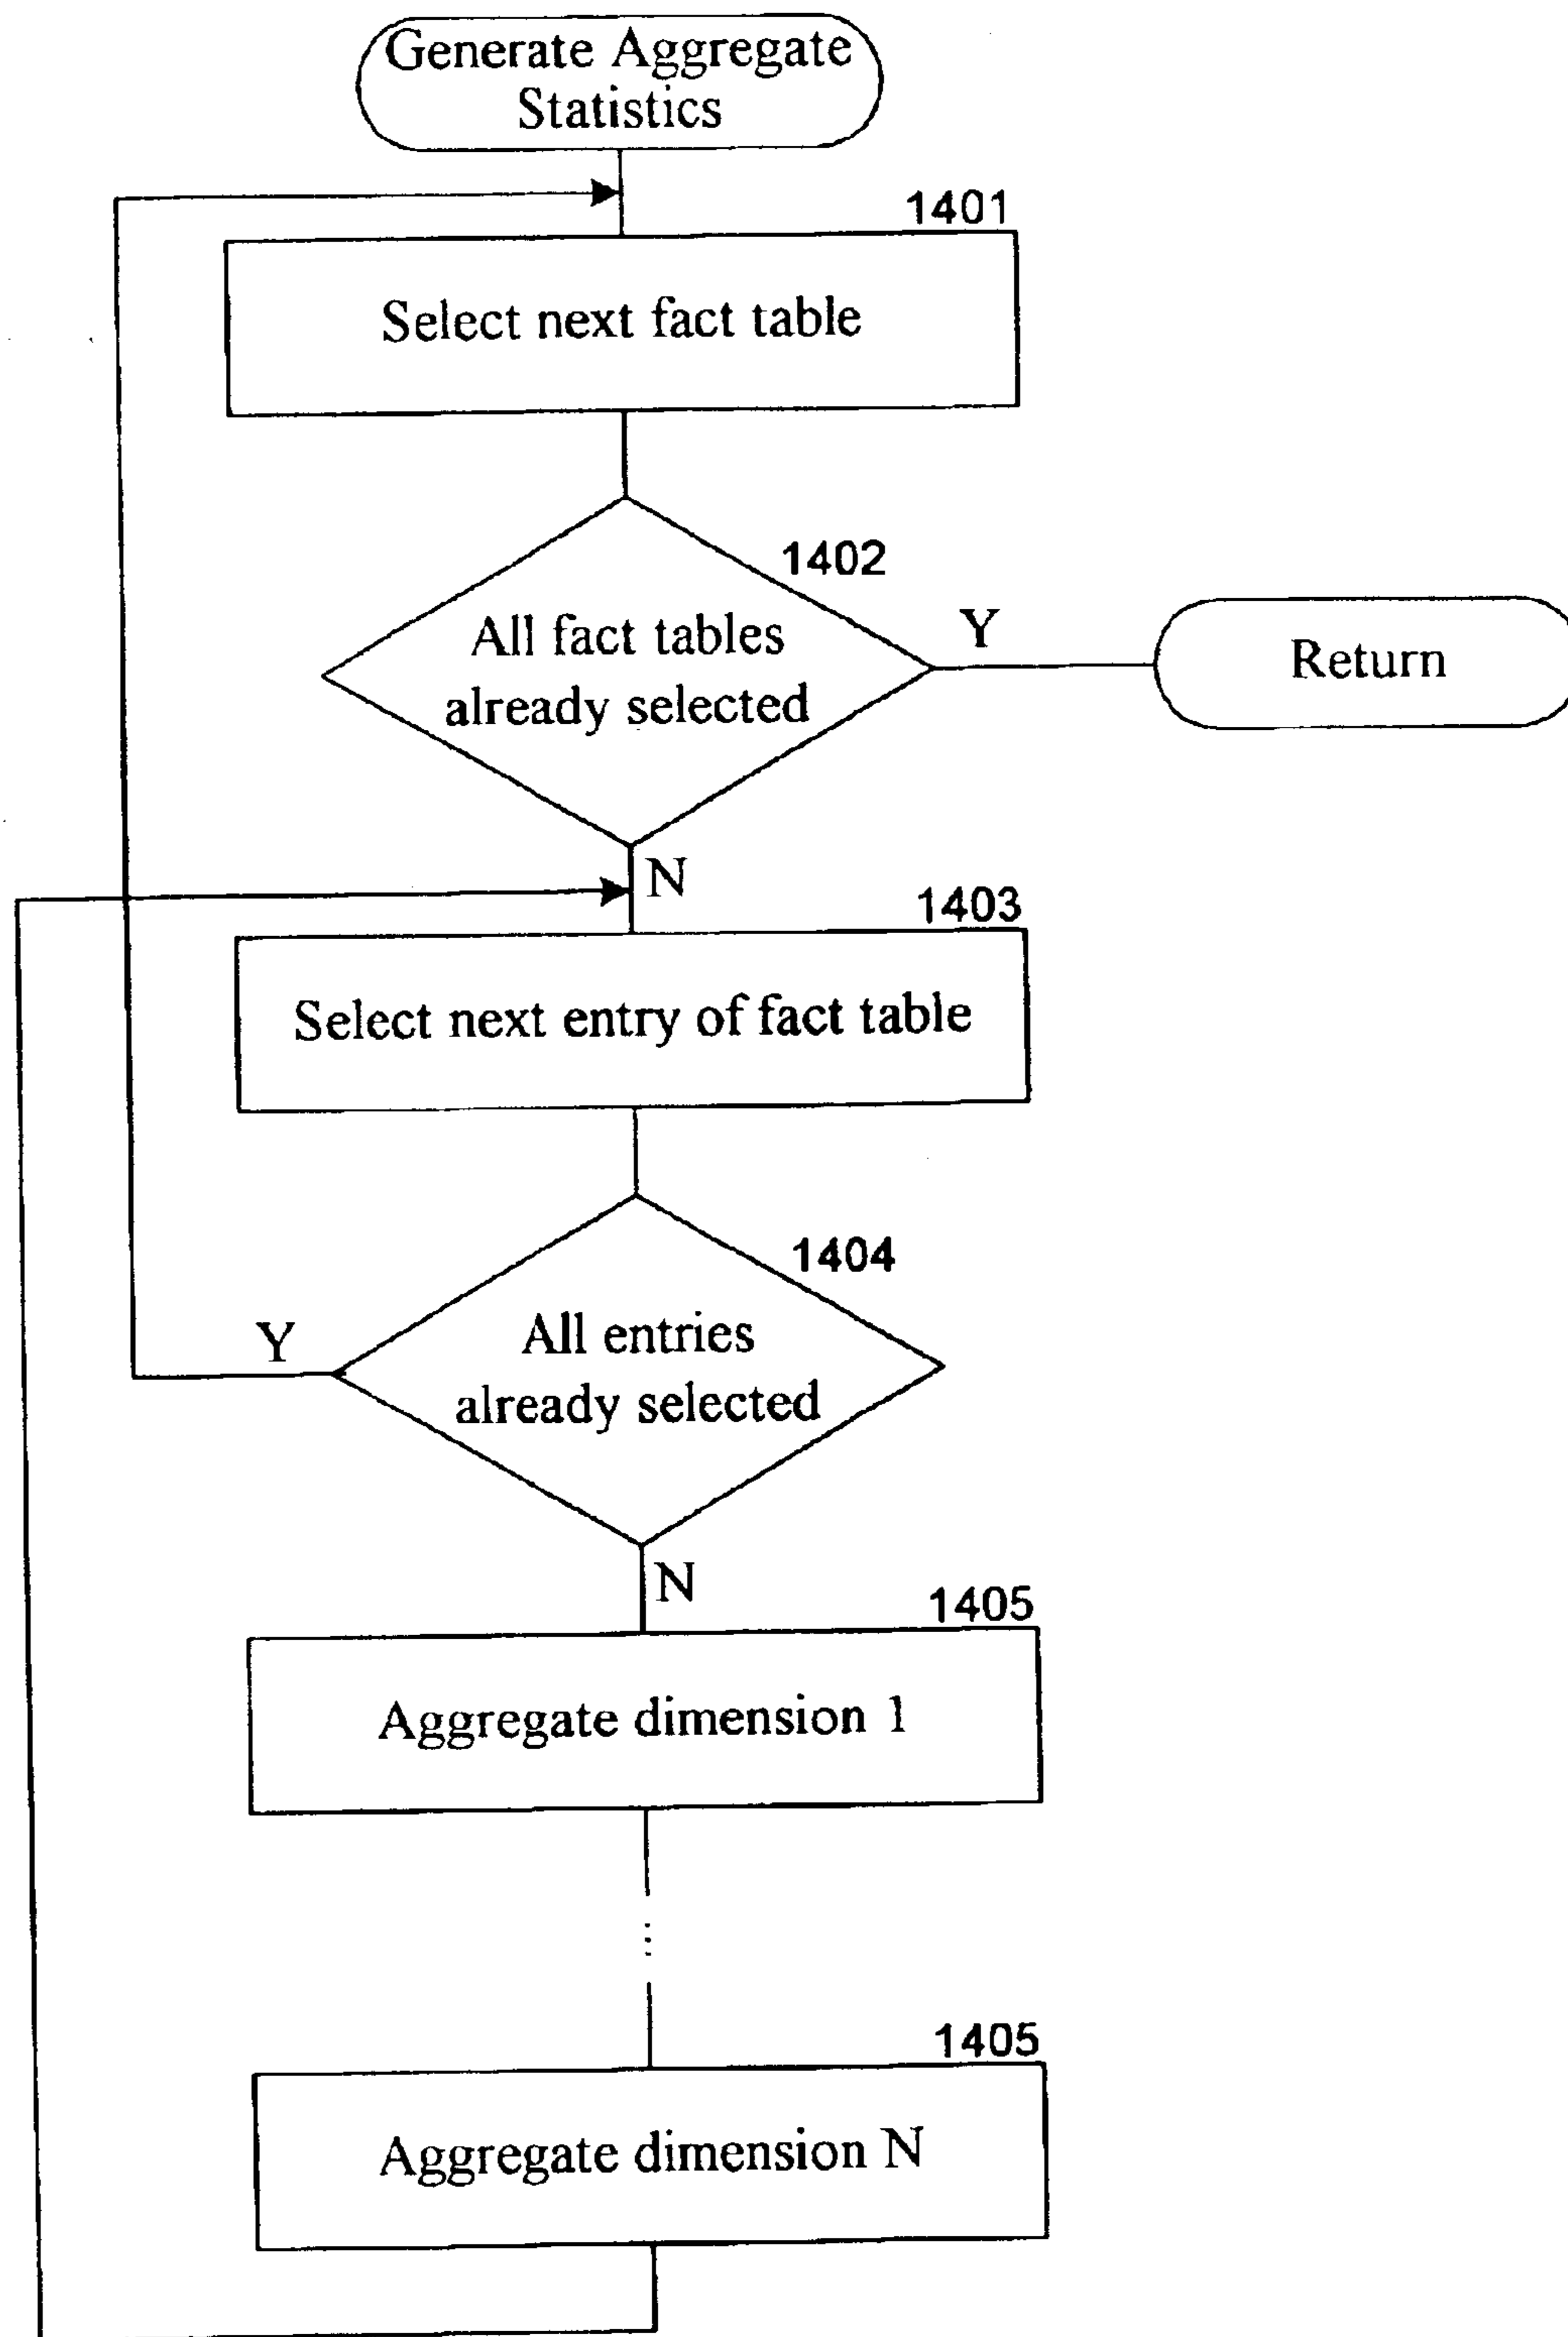 Generate Aggregate
Statistics
1401
Select next fact table
1402
All fact tables
already selected
Y
Return
N
1403
Select next entry of fact table
1404
All entries
already selected
Y
N
1405
Aggregate dimension 1
...
1405
Aggregate dimension N